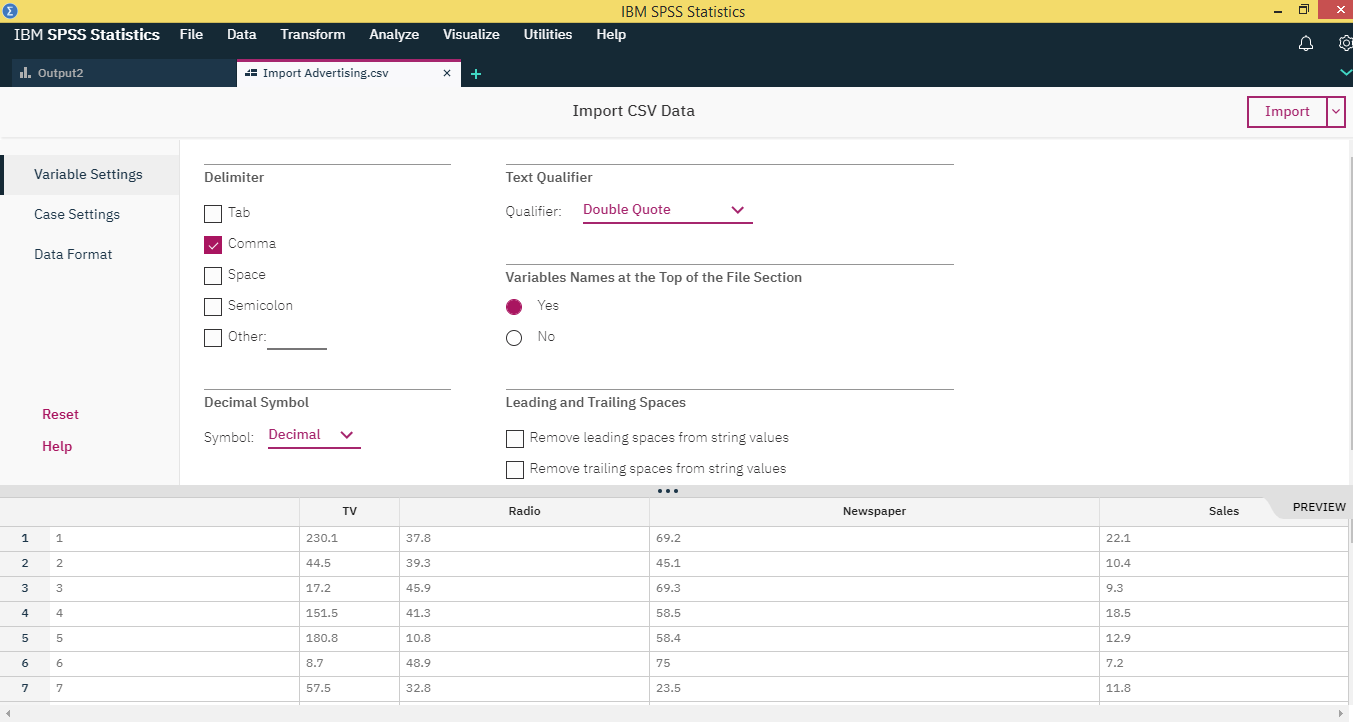 IBM SPSS Statistics
IBM SPSS Statistics File Data Transform Analyze Visualize Utilities Help
Output2 Import Advertising.csv
Import CSV Data
Import
Variable Settings
Case Settings
Data Format
Reset
Help
Delimiter
Tab
Comma
Space
Semicolon
Other:
Decimal Symbol
Symbol: Decimal
Text Qualifier
Qualifier: Double Quote
Variables Names at the Top of the File Section
Yes
No
Leading and Trailing Spaces
Remove leading spaces from string values
Remove trailing spaces from string values
TV Radio Newspaper Sales PREVIEW
1 1 230.1 37.8 69.2 22.1
2 2 44.5 39.3 45.1 10.4
3 3 17.2 45.9 69.3 9.3
4 4 151.5 41.3 58.5 18.5
5 5 180.8 10.8 58.4 12.9
6 6 8.7 48.9 75 7.2
7 7 57.5 32.8 23.5 11.8